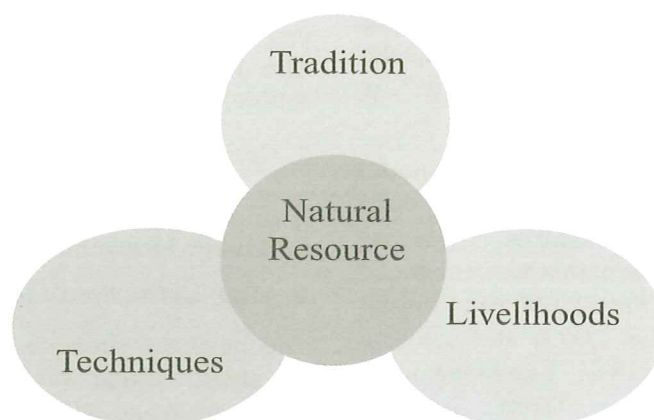 Tradition
Natural
Resource
Livelihoods
Techniques